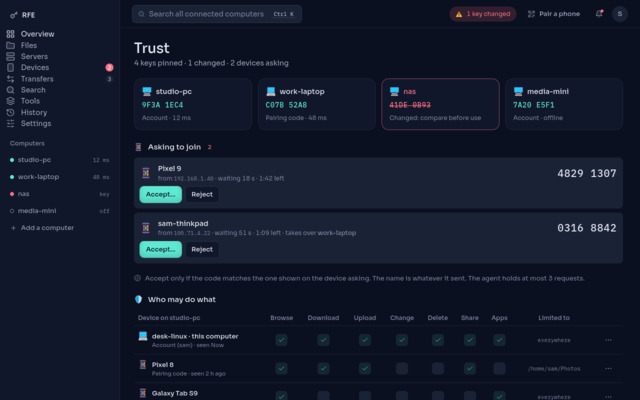 RFE
Search all connected computers Ctrl K
1 key changed
Pair a phone
S
Overview
Files
Servers
Devices 2
Transfers 3
Search
Tools
History
Settings
Computers
studio-pc 12 ms
work-laptop 48 ms
nas key
media-mini off
Add a computer
Trust
4 keys pinned · 1 changed · 2 devices asking
studio-pc
9F3A 1EC4
Account · 12 ms
work-laptop
C07B 52A8
Pairing code · 48 ms
nas
41DE 0B93
Changed: compare before use
media-mini
7A20 E5F1
Account · offline
Asking to join 2
Pixel 9
from 192.168.1.40 · waiting 18 s · 1:42 left
4829 1307
Accept... Reject
sam-thinkpad
from 100.71.4.22 · waiting 51 s · 1:09 left · takes over work-laptop
0316 8842
Accept... Reject
Accept only if the code matches the one shown on the device asking. The name is whatever it sent. The agent holds at most 3 requests.
Who may do what
Device on studio-pc Browse Download Upload Change Delete Share Apps Limited to
desk-linux · this computer
Account (sam) · seen Now
everywhere
Pixel 8
Pairing code · seen 2 h ago
/home/sam/Photos
Galaxy Tab S9
everywhere